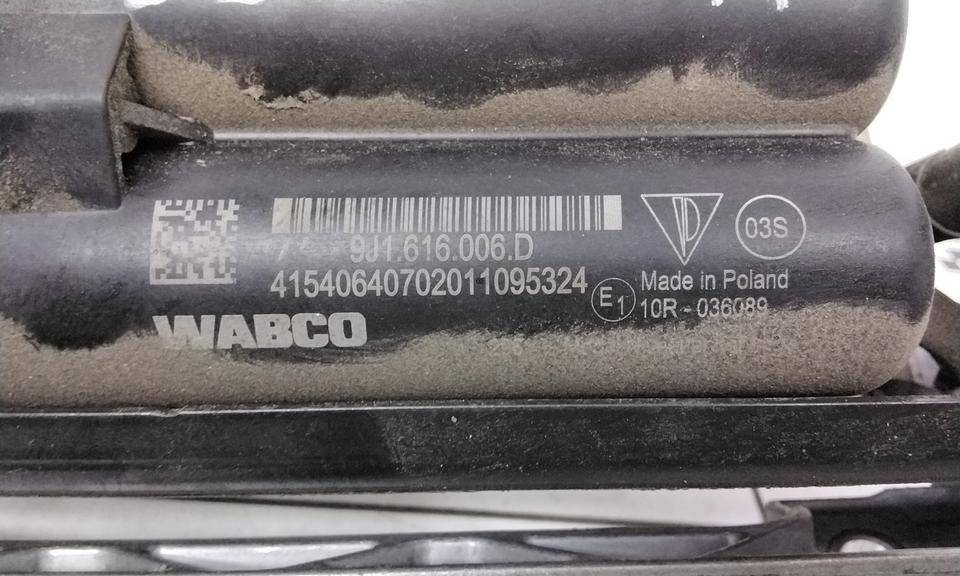 9J1.616.006.D
41540640702011095324
WABCO
03S
Made in Poland
E1
10R - 036089